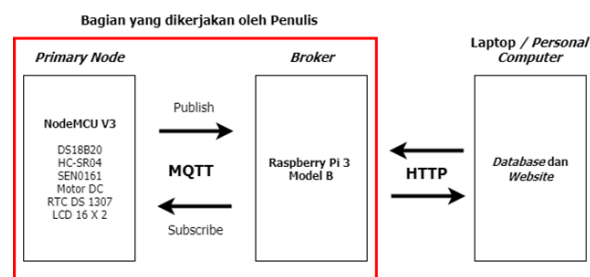 Bagian yang dikerjakan oleh Penulis
Primary Node
Broker
Laptop / Personal
Computer
NodeMCU V3
DS18B20
HC-SR04
SEN0161
Motor DC
RTC DS 1307
LCD 16 X 2
Publish
MQTT
Subscribe
Raspberry Pi 3
Model B
HTTP
Database dan
Website